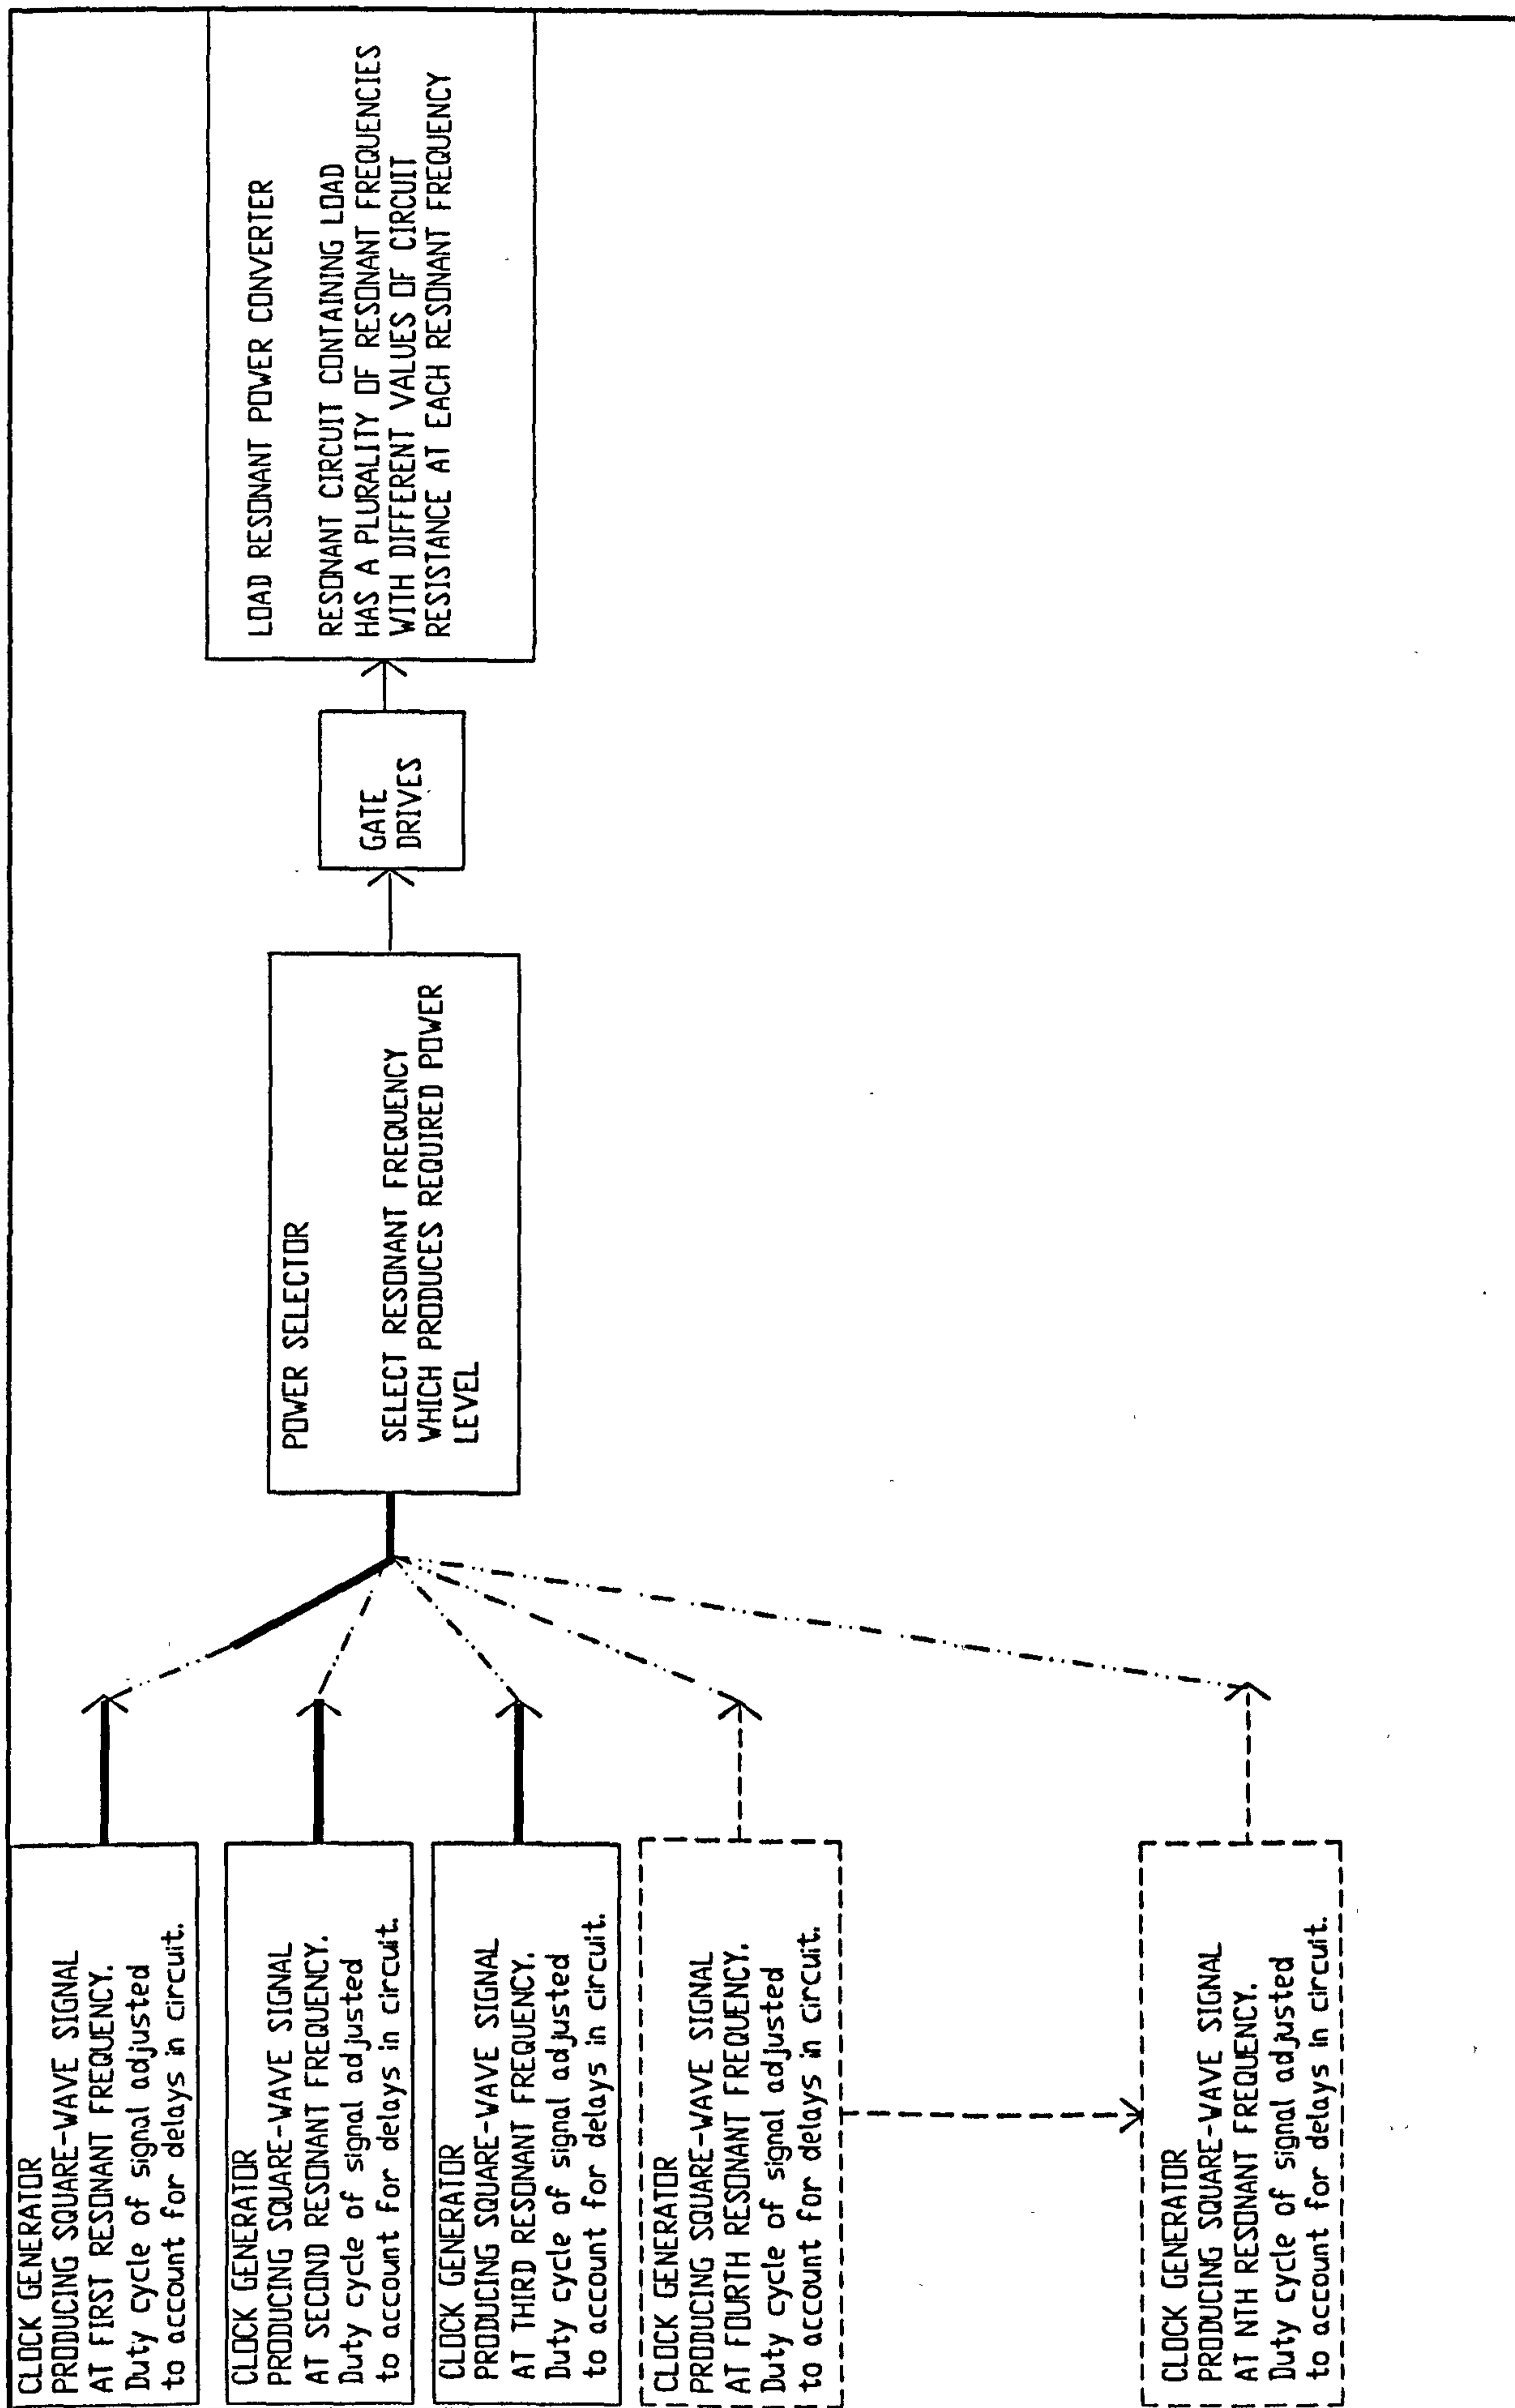 CLOCK GENERATOR
PRODUCING SQUARE-WAVE SIGNAL
AT FIRST RESONANT FREQUENCY.
Duty cycle of signal adjusted
to account for delays in circuit.
CLOCK GENERATOR
PRODUCING SQUARE-WAVE SIGNAL
AT SECOND RESONANT FREQUENCY.
Duty cycle of signal adjusted
to account for delays in circuit.
CLOCK GENERATOR
PRODUCING SQUARE-WAVE SIGNAL
AT THIRD RESONANT FREQUENCY.
Duty cycle of signal adjusted
to account for delays in circuit.
CLOCK GENERATOR
PRODUCING SQUARE-WAVE SIGNAL
AT FOURTH RESONANT FREQUENCY.
Duty cycle of signal adjusted
to account for delays in circuit.
CLOCK GENERATOR
PRODUCING SQUARE-WAVE SIGNAL
AT NTH RESONANT FREQUENCY.
Duty cycle of signal adjusted
to account for delays in circuit.
POWER SELECTOR
SELECT RESONANT FREQUENCY
WHICH PRODUCES REQUIRED POWER
LEVEL
GATE
DRIVES
LOAD RESONANT POWER CONVERTER
RESONANT CIRCUIT CONTAINING LOAD
HAS A PLURALITY OF RESONANT FREQUENCIES
WITH DIFFERENT VALUES OF CIRCUIT
RESISTANCE AT EACH RESONANT FREQUENCY